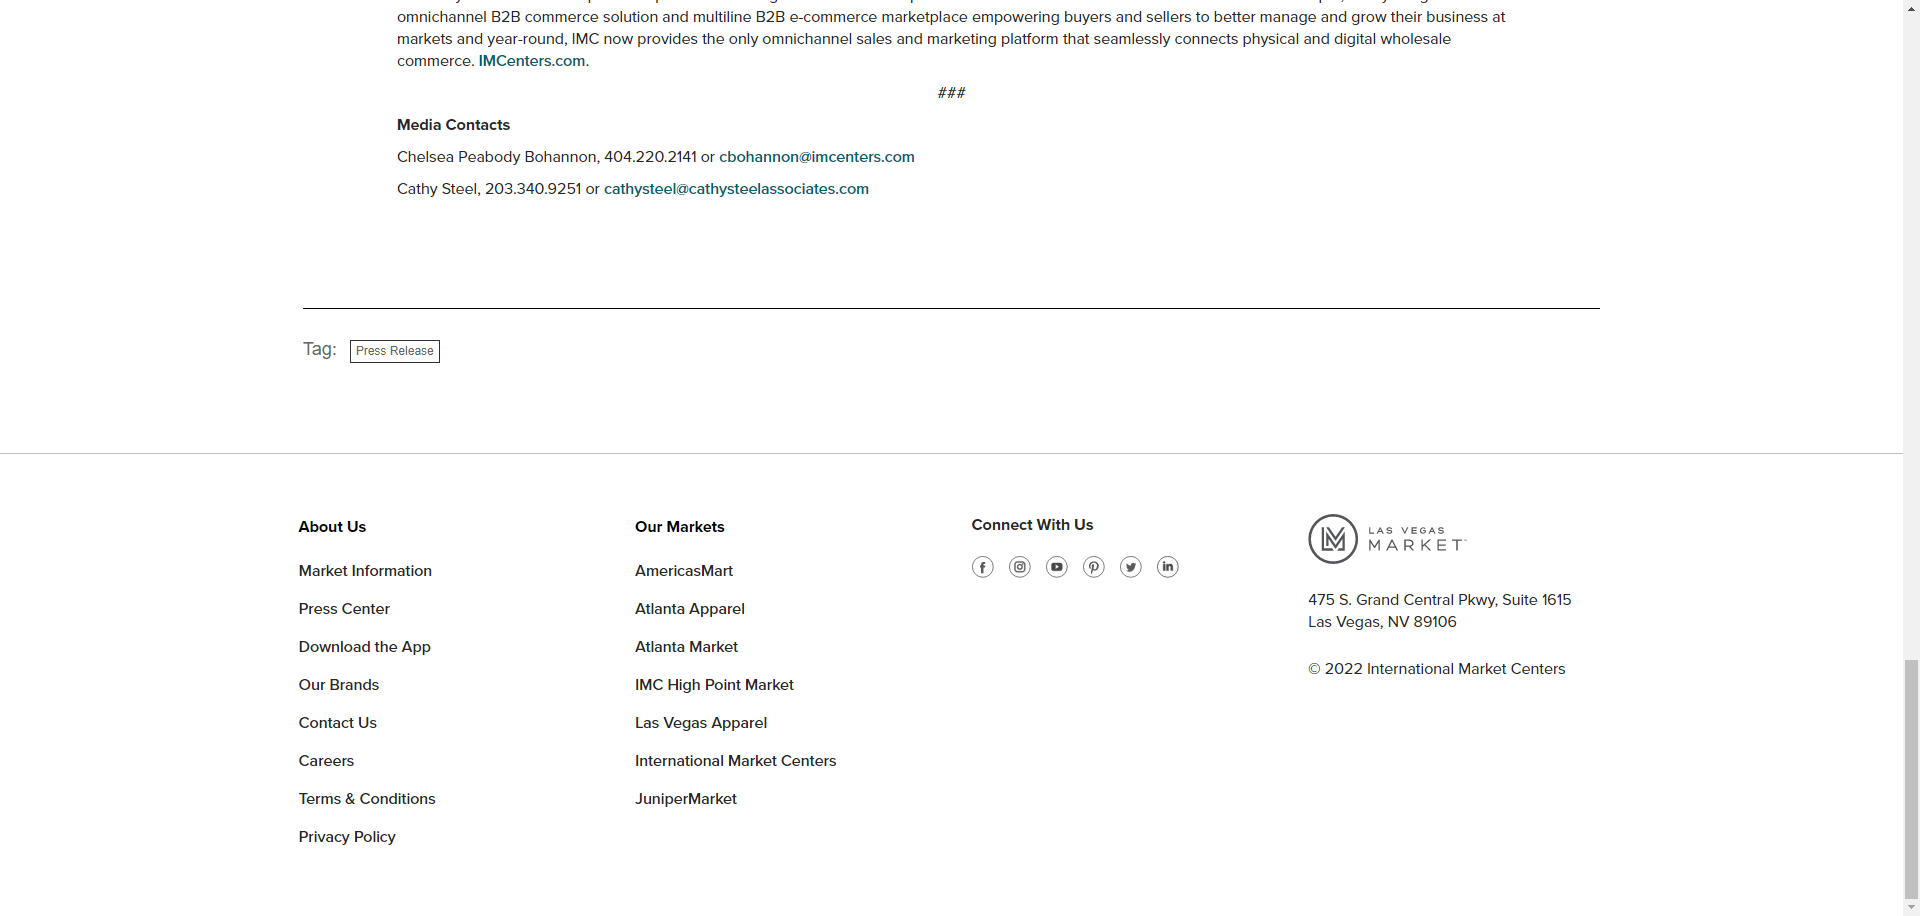 omnichannel B2B commerce solution and multiline B2B e-commerce marketplace empowering buyers and sellers to better manage and grow their business at
markets and year-round, IMC now provides the only omnichannel sales and marketing platform that seamlessly connects physical and digital wholesale
commerce. IMCenters.com.
###
Media Contacts
Chelsea Peabody Bohannon, 404.220.2141 or cbohannon@imcenters.com
Cathy Steel, 203.340.9251 or cathysteel@cathysteelassociates.com
Tag: Press Release
About Us
Market Information
Press Center
Download the App
Our Brands
Contact Us
Careers
Terms & Conditions
Privacy Policy
Our Markets
AmericasMart
Atlanta Apparel
Atlanta Market
IMC High Point Market
Las Vegas Apparel
International Market Centers
JuniperMarket
Connect With Us
LAS VEGAS
MARKET
475 S. Grand Central Pkwy, Suite 1615
Las Vegas, NV 89106
© 2022 International Market Centers